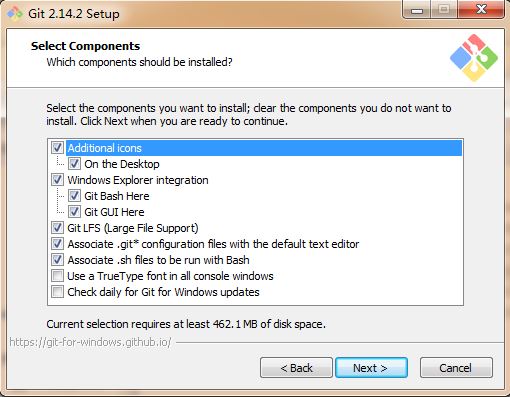 Git 2.14.2 Setup
Select Components
Which components should be installed?
Select the components you want to install; clear the components you do not want to
install. Click Next when you are ready to continue.
Additional icons
On the Desktop
Windows Explorer integration
Git Bash Here
Git GUI Here
Git LFS (Large File Support)
Associate .git* configuration files with the default text editor
Associate .sh files to be run with Bash
Use a TrueType font in all console windows
Check daily for Git for Windows updates
Current selection requires at least 462.1 MB of disk space.
https://git-for-windows.github.io/
< Back
Next >
Cancel